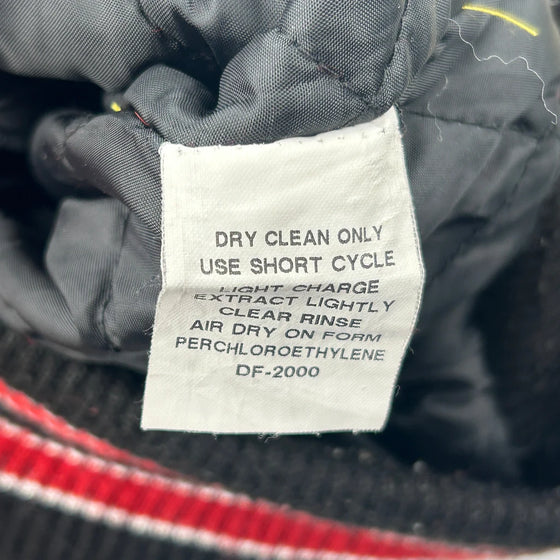 DRY CLEAN ONLY
USE SHORT CYCLE
LIGHT CHARGE
EXTRACT LIGHTLY
CLEAR RINSE
AIR DRY ON FORM
PERCHLOROETHYLENE
DF-2000